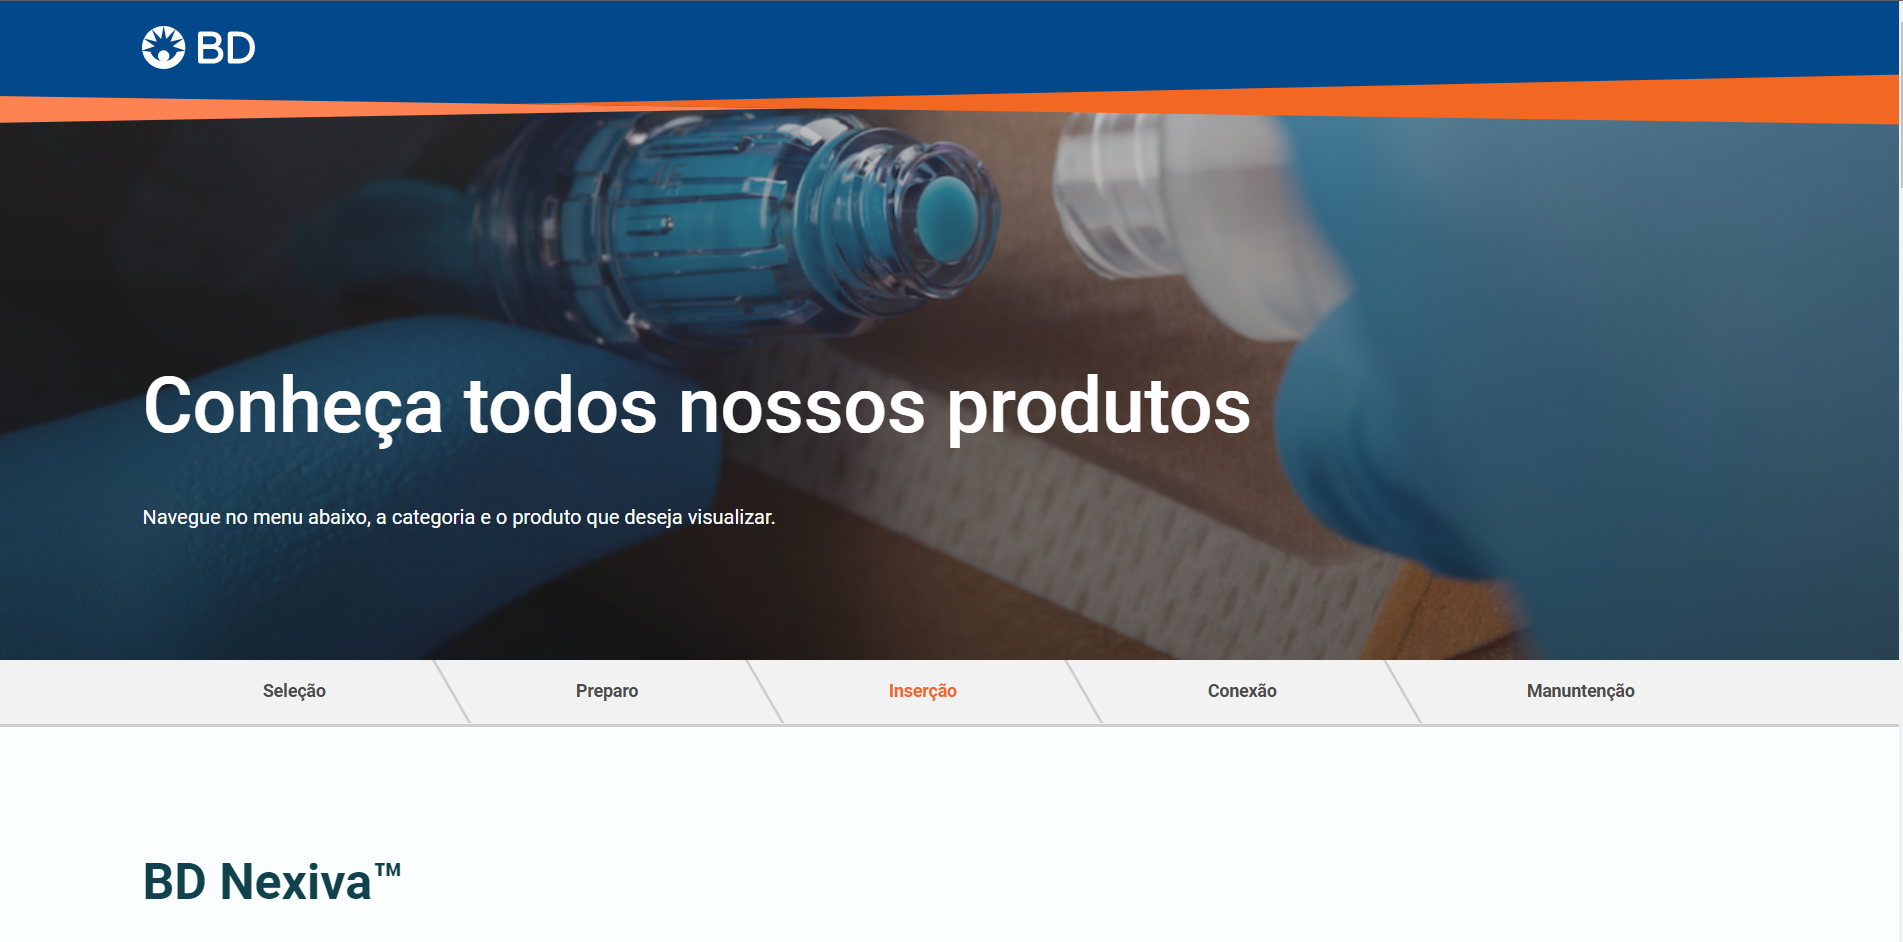 BD
Conheça todos nossos produtos
Navegue no menu abaixo, a categoria e o produto que deseja visualizar.
Seleção
Preparo
Inserção
Conexão
Manuntenção
BD Nexiva™